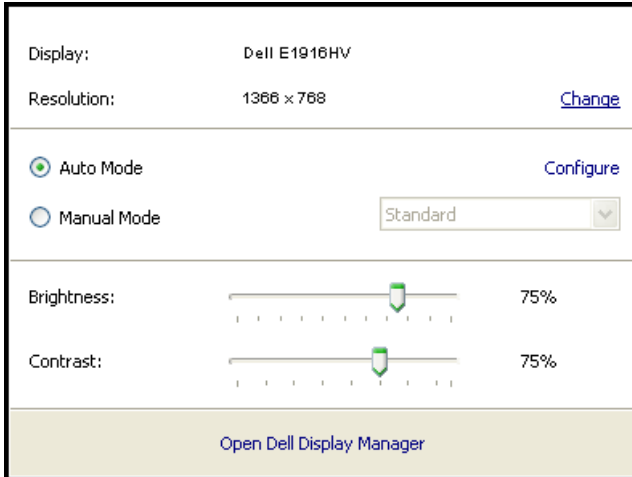 Display: Dell E1916HV
Resolution: 1366 x 768 Change
Auto Mode Configure
Manual Mode Standard
Brightness: 75%
Contrast: 75%
Open Dell Display Manager